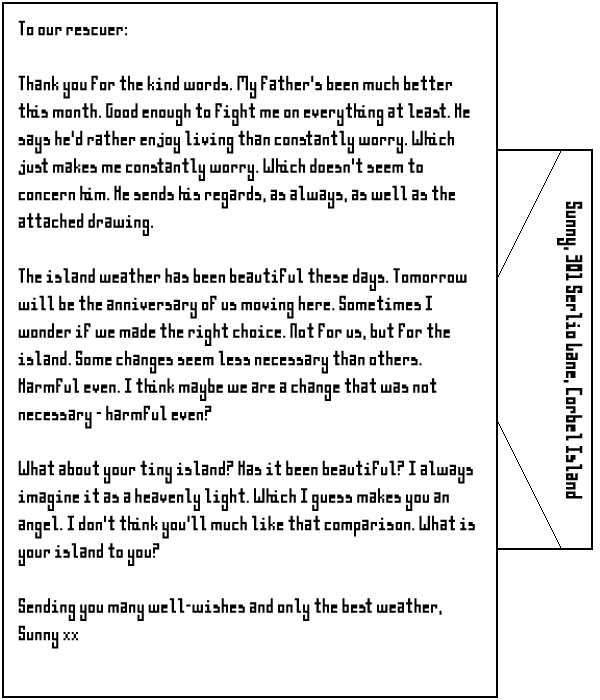 To our rescuer:
Thank you for the kind words. My father's been much better
this month. Good enough to fight me on everything at least. He
says he'd rather enjoy living than constantly worry. Which
just makes me constantly worry. Which doesn't seem to
concern him. He sends his regards, as always, as well as the
attached drawing.
The island weather has been beautiful these days. Tomorrow
will be the anniversary of us moving here. Sometimes I
wonder if we made the right choice. Not for us, but for the
island. Some changes seem less necessary than others.
Harmful even. I think maybe we are a change that was not
necessary - harmful even?
What about your tiny island? Has it been beautiful? I always
imagine it as a heavenly light. Which I guess makes you an
angel. I don't think you'll much like that comparison. What is
your island to you?
Sending you many well-wishes and only the best weather,
Sunny xx
Sunny, 301 Serlio Lane, Corbel Island